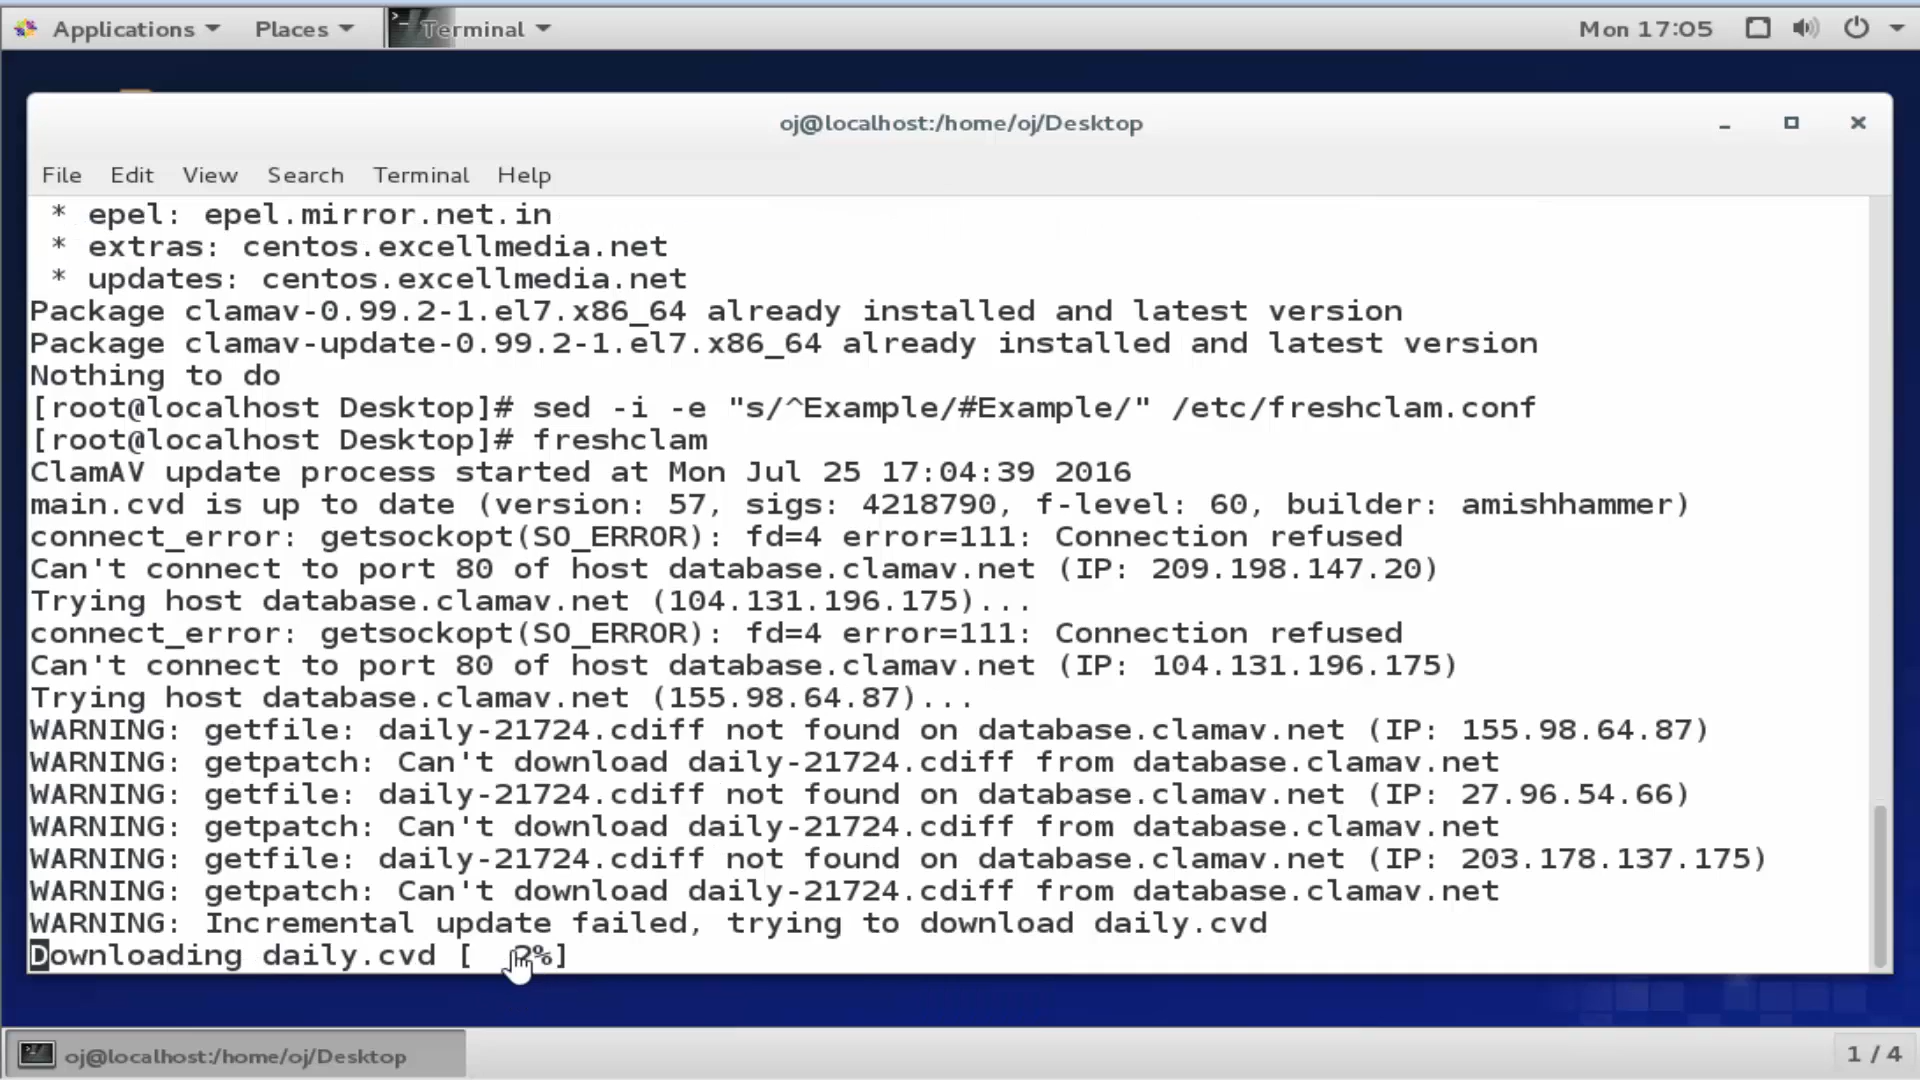 Applications Places Terminal Mon 17:05
oj@localhost:/home/oj/Desktop
File Edit View Search Terminal Help
* epel: epel.mirror.net.in
* extras: centos.excellmedia.net
* updates: centos.excellmedia.net
Package clamav-0.99.2-1.el7.x86_64 already installed and latest version
Package clamav-update-0.99.2-1.el7.x86_64 already installed and latest version
Nothing to do
[root@localhost Desktop]# sed -i -e "s/^Example/#Example/" /etc/freshclam.conf
[root@localhost Desktop]# freshclam
ClamAV update process started at Mon Jul 25 17:04:39 2016
main.cvd is up to date (version: 57, sigs: 4218790, f-level: 60, builder: amishhammer)
connect_error: getsockopt(SO_ERROR): fd=4 error=111: Connection refused
Can't connect to port 80 of host database.clamav.net (IP: 209.198.147.20)
Trying host database.clamav.net (104.131.196.175)...
connect_error: getsockopt(SO_ERROR): fd=4 error=111: Connection refused
Can't connect to port 80 of host database.clamav.net (IP: 104.131.196.175)
Trying host database.clamav.net (155.98.64.87)...
WARNING: getfile: daily-21724.cdiff not found on database.clamav.net (IP: 155.98.64.87)
WARNING: getpatch: Can't download daily-21724.cdiff from database.clamav.net
WARNING: getfile: daily-21724.cdiff not found on database.clamav.net (IP: 27.96.54.66)
WARNING: getpatch: Can't download daily-21724.cdiff from database.clamav.net
WARNING: getfile: daily-21724.cdiff not found on database.clamav.net (IP: 203.178.137.175)
WARNING: getpatch: Can't download daily-21724.cdiff from database.clamav.net
WARNING: Incremental update failed, trying to download daily.cvd
Downloading daily.cvd [ %]
oj@localhost:/home/oj/Desktop 1 / 4